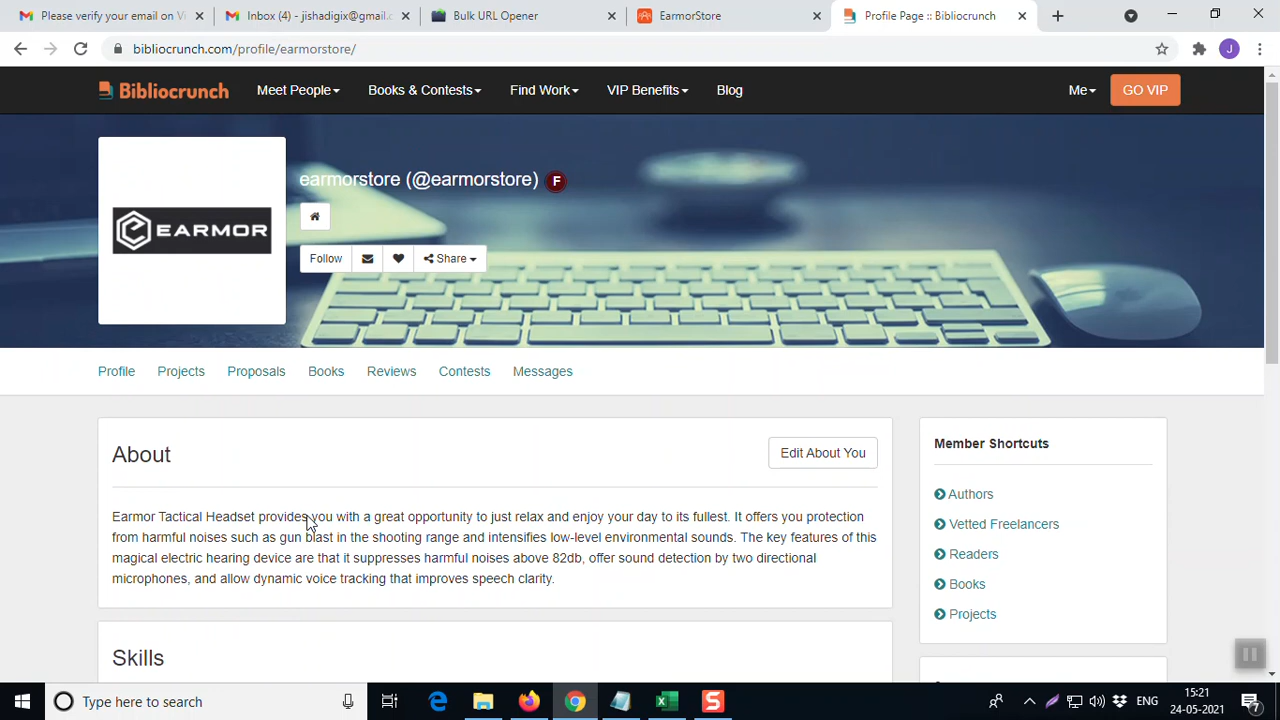 Please verify your email on Vi
Inbox (4) - jishadigix@gmail.c
Bulk URL Opener
EarmorStore
Profile Page :: Bibliocrunch
bibliocrunch.com/profile/earmorstore/
J
Bibliocrunch
Meet People
Books & Contests
Find Work
VIP Benefits
Blog
Me
GO VIP
EARMOR
earmorstore (@earmorstore) F
Follow
Share
Profile
Projects
Proposals
Books
Reviews
Contests
Messages
About
Edit About You
Earmor Tactical Headset provides you with a great opportunity to just relax and enjoy your day to its fullest. It offers you protection
from harmful noises such as gun blast in the shooting range and intensifies low-level environmental sounds. The key features of this
magical electric hearing device are that it suppresses harmful noises above 82db, offer sound detection by two directional
microphones, and allow dynamic voice tracking that improves speech clarity.
Skills
Member Shortcuts
Authors
Vetted Freelancers
Readers
Books
Projects
Type here to search
ENG
15:21
24-05-2021
7